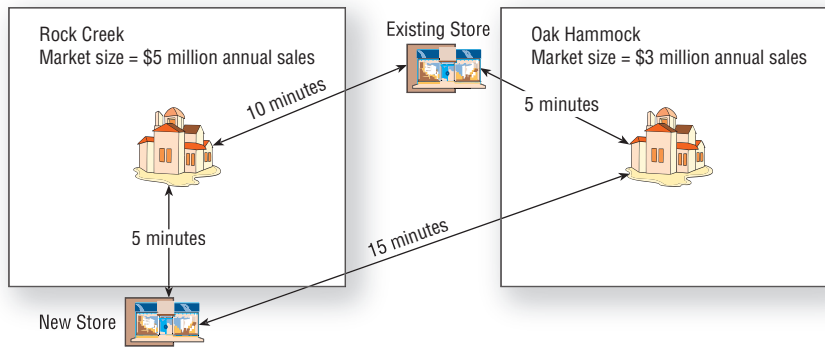 Rock Creek
Market size = $5 million annual sales
Existing Store
Oak Hammock
Market size = $3 million annual sales
10 minutes
5 minutes
5 minutes
15 minutes
New Store